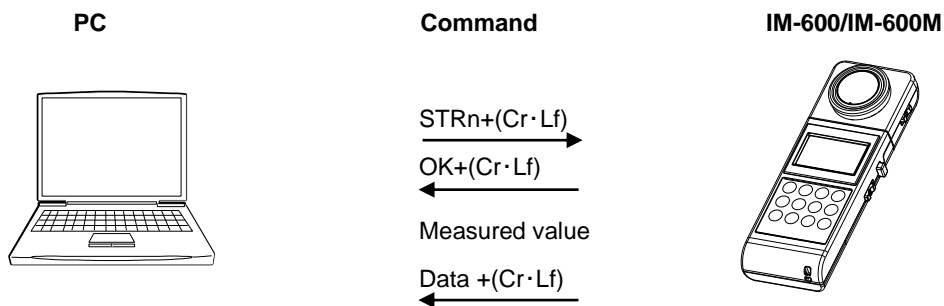 PC Command IM-600/IM-600M
STRn+(Cr･Lf)
OK+(Cr･Lf)
Measured value
Data +(Cr･Lf)